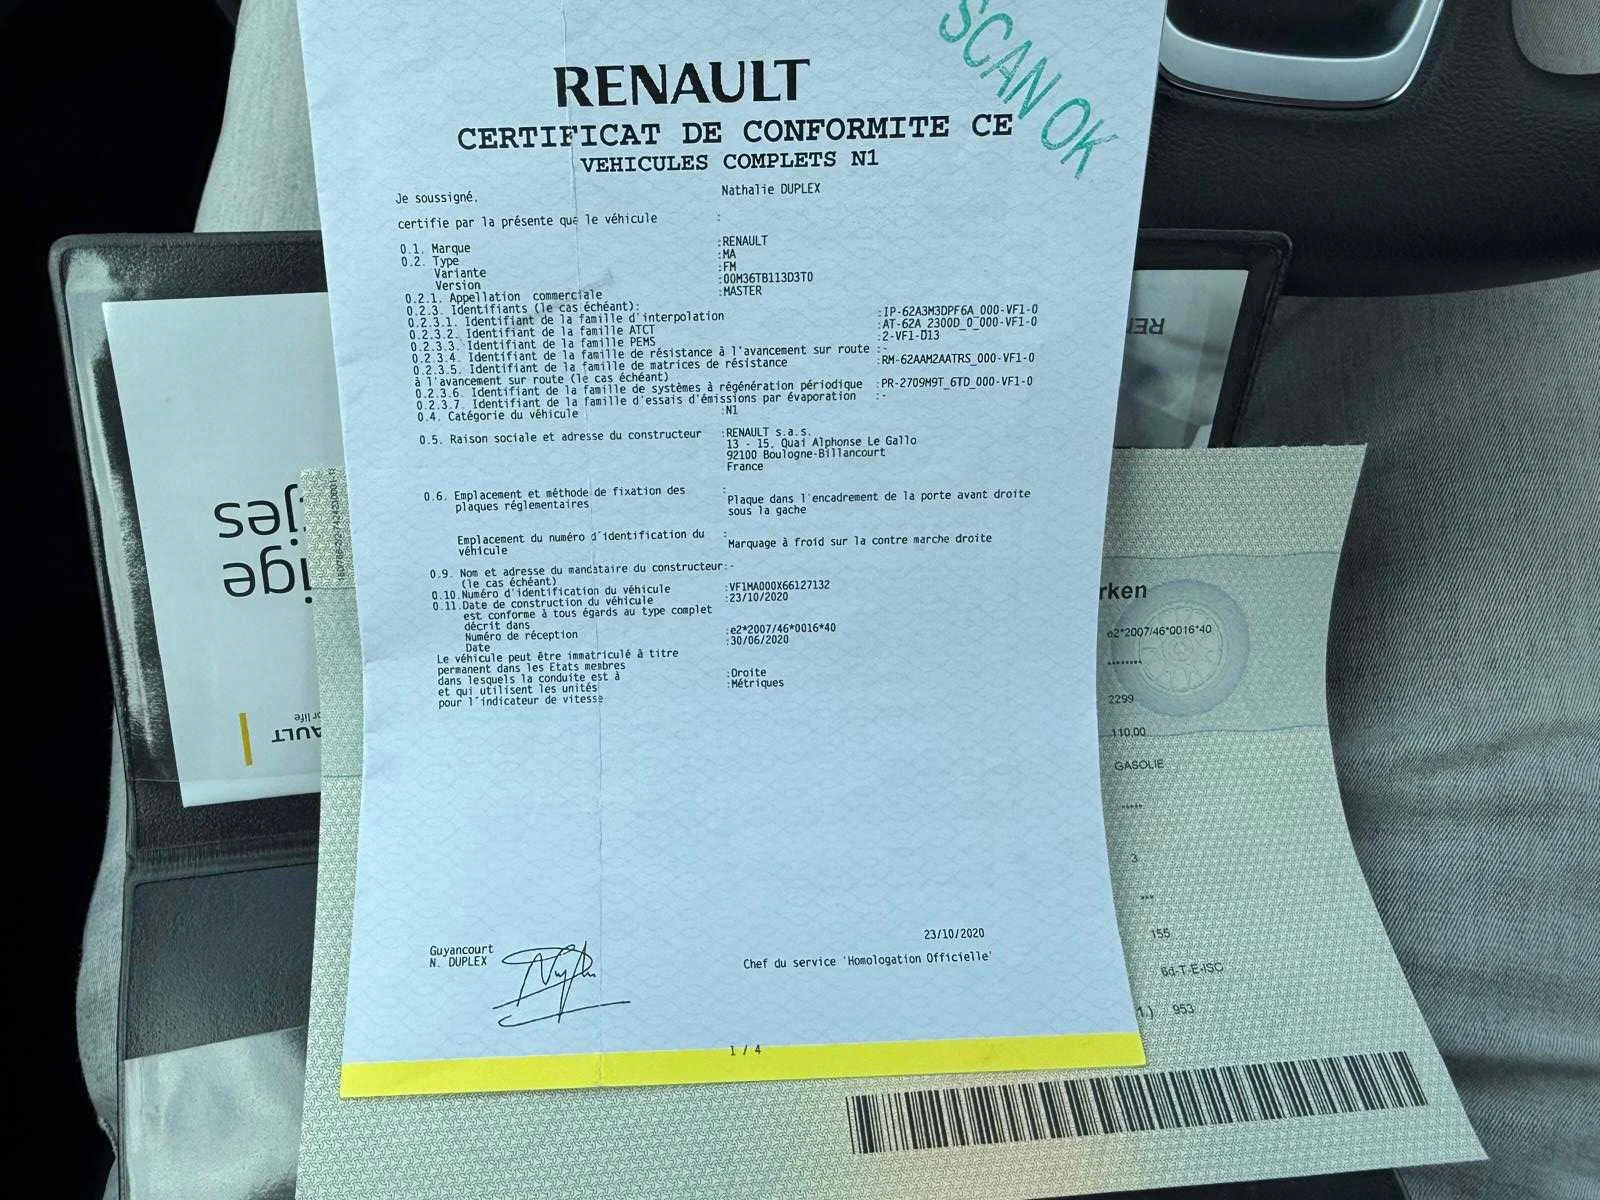 SCAN OK
RENAULT
CERTIFICAT DE CONFORMITE CE
VEHICULES COMPLETS N1
Je soussigné, Nathalie DUPLEX
certifie par la présente que le véhicule :
0.1. Marque :RENAULT
0.2. Type :MA
Variante :FM
Version :00M36TB113D3T0
0.2.1. Appellation commerciale :MASTER
0.2.3. Identifiants (le cas échéant):
0.2.3.1. Identifiant de la famille d'interpolation :IP-62A3M3DPF6A_000-VF1-0
0.2.3.2. Identifiant de la famille ATCT :AT-62A_2300D_0_000-VF1-0
0.2.3.3. Identifiant de la famille PEMS :2-VF1-D13
0.2.3.4. Identifiant de la famille de résistance à l'avancement sur route :-
0.2.3.5. Identifiant de la famille de matrices de résistance :RM-62AAM2AATRS_000-VF1-0
à l'avancement sur route (le cas échéant)
0.2.3.6. Identifiant de la famille de systèmes à régénération périodique :PR-2709M9T_6TD_000-VF1-0
0.2.3.7. Identifiant de la famille d'essais d'émissions par évaporation :-
0.4. Catégorie du véhicule :N1
0.5. Raison sociale et adresse du constructeur :RENAULT s.a.s.
13 - 15, Quai Alphonse Le Gallo
92100 Boulogne-Billancourt
France
0.6. Emplacement et méthode de fixation des :
plaques réglementaires Plaque dans l'encadrement de la porte avant droite
sous la gache
Emplacement du numéro d'identification du :
véhicule Marquage à froid sur la contre marche droite
0.9. Nom et adresse du mandataire du constructeur:-
(le cas échéant)
0.10.Numéro d'identification du véhicule :VF1MA000X66127132
0.11.Date de construction du véhicule :23/10/2020
est conforme à tous égards au type complet
décrit dans
Numéro de réception :e2*2007/46*0016*40
Date :30/06/2020
Le véhicule peut être immatriculé à titre
permanent dans les Etats membres
dans lesquels la conduite est à :Droite
et qui utilisent les unités :Métriques
pour l'indicateur de vitesse
23/10/2020
Guyancourt
N. DUPLEX
Chef du service 'Homologation Officielle'
1 / 4
rken
e2*2007/46*0016*40
********
2299
110,00
GASOLIE
*****
3
***
155
6d-T-E-ISC
1.) 953